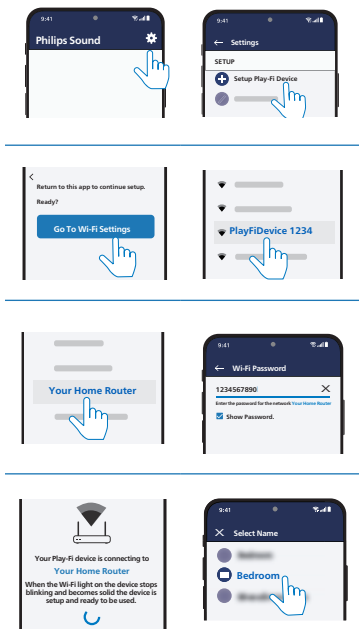 9:41
Philips Sound
9:41
← Settings
SETUP
Setup Play-Fi Device
Return to this app to continue setup.
Ready?
Go To Wi-Fi Settings
PlayFiDevice 1234
Your Home Router
9:41
← Wi-Fi Password
1234567890
Enter the password for the network Your Home Router
Show Password.
Your Play-Fi device is connecting to
Your Home Router
When the Wi-Fi light on the device stops
blinking and becomes solid the device is
setup and ready to be used.
9:41
Select Name
Bedroom